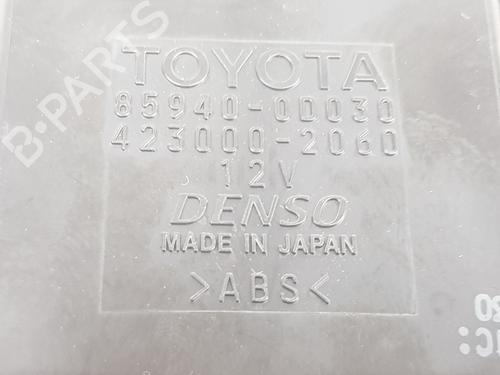 TOYOTA
85940-0D030
423000-2060
12V
DENSO
MADE IN JAPAN
>ABS<
B-PARTS